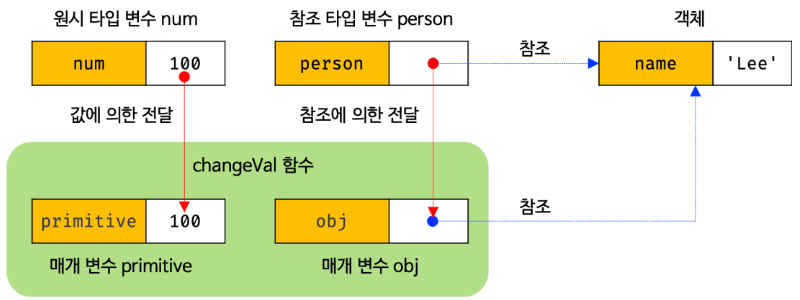 원시 타입 변수 num
참조 타입 변수 person
객체
num 100
person
참조
name 'Lee'
값에 의한 전달
참조에 의한 전달
changeVal 함수
primitive 100
obj
참조
매개 변수 primitive
매개 변수 obj